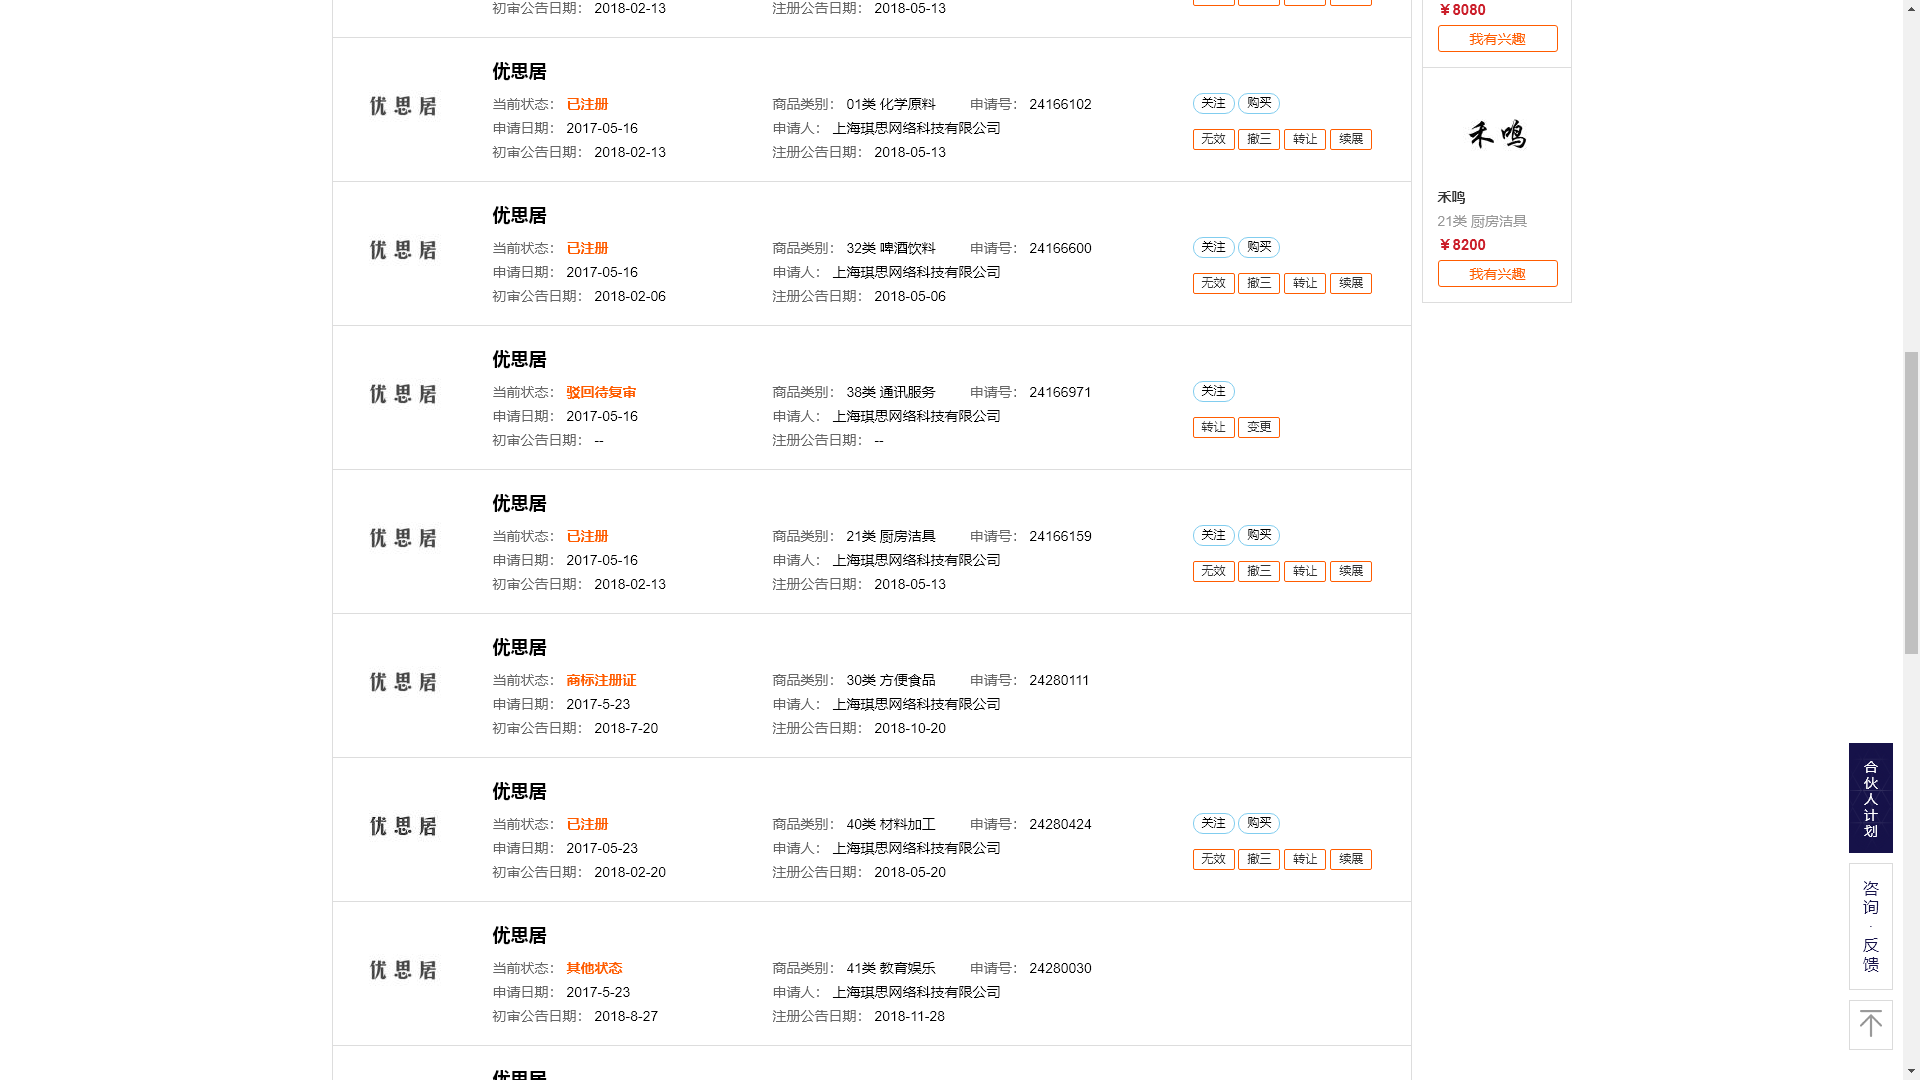 初审公告日期： 2018-02-13 注册公告日期： 2018-05-13
优思居
优 思 居
当前状态： 已注册 商品类别： 01类 化学原料 申请号： 24166102 关注 购买
申请日期： 2017-05-16 申请人： 上海琪思网络科技有限公司
无效 撤三 转让 续展
初审公告日期： 2018-02-13 注册公告日期： 2018-05-13
优思居
优 思 居
当前状态： 已注册 商品类别： 32类 啤酒饮料 申请号： 24166600 关注 购买
申请日期： 2017-05-16 申请人： 上海琪思网络科技有限公司
无效 撤三 转让 续展
初审公告日期： 2018-02-06 注册公告日期： 2018-05-06
优思居
优 思 居
当前状态： 驳回待复审 商品类别： 38类 通讯服务 申请号： 24166971 关注
申请日期： 2017-05-16 申请人： 上海琪思网络科技有限公司
转让 变更
初审公告日期： -- 注册公告日期： --
优思居
优 思 居
当前状态： 已注册 商品类别： 21类 厨房洁具 申请号： 24166159 关注 购买
申请日期： 2017-05-16 申请人： 上海琪思网络科技有限公司
无效 撤三 转让 续展
初审公告日期： 2018-02-13 注册公告日期： 2018-05-13
优思居
优 思 居
当前状态： 商标注册证 商品类别： 30类 方便食品 申请号： 24280111
申请日期： 2017-5-23 申请人： 上海琪思网络科技有限公司
初审公告日期： 2018-7-20 注册公告日期： 2018-10-20
优思居
优 思 居
当前状态： 已注册 商品类别： 40类 材料加工 申请号： 24280424 关注 购买
申请日期： 2017-05-23 申请人： 上海琪思网络科技有限公司
无效 撤三 转让 续展
初审公告日期： 2018-02-20 注册公告日期： 2018-05-20
优思居
优 思 居
当前状态： 其他状态 商品类别： 41类 教育娱乐 申请号： 24280030
申请日期： 2017-5-23 申请人： 上海琪思网络科技有限公司
初审公告日期： 2018-8-27 注册公告日期： 2018-11-28
优思居
￥8080
我有兴趣
禾鸣
禾鸣
21类 厨房洁具
￥8200
我有兴趣
合伙人计划
咨询·反馈